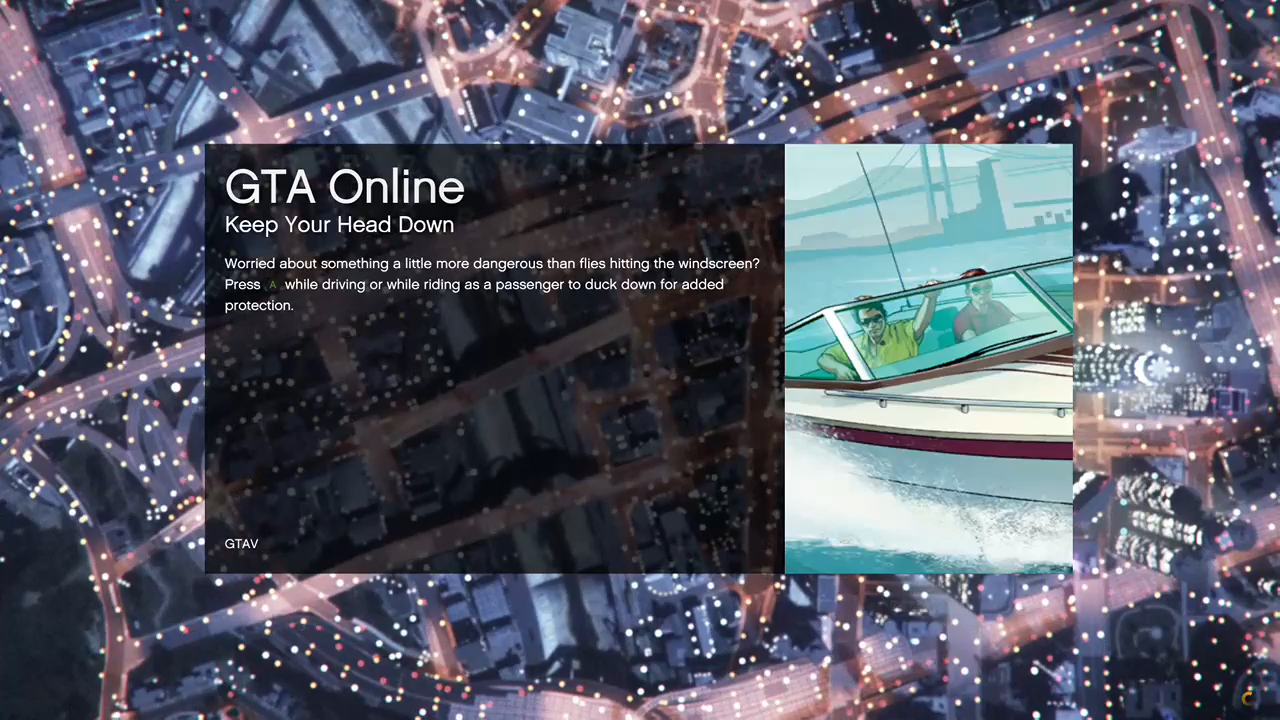 GTA Online
Keep Your Head Down
Worried about something a little more dangerous than flies hitting the windscreen?
Press A while driving or while riding as a passenger to duck down for added
protection.
GTAV